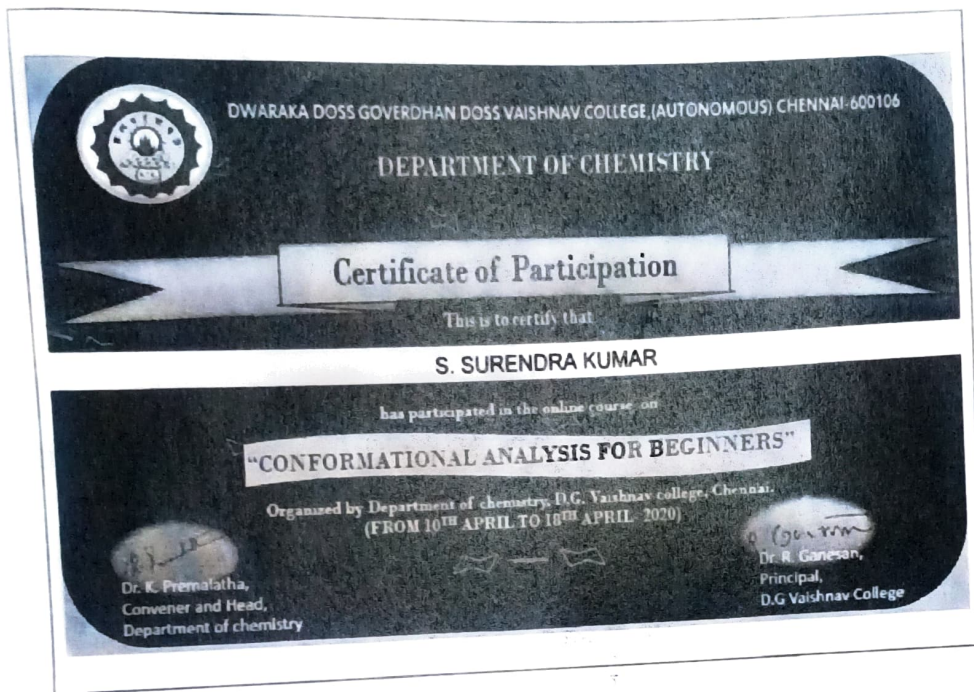 DWARAKA DOSS GOVERDHAN DOSS VAISHNAV COLLEGE,(AUTONOMOUS) CHENNAI-600106
DEPARTMENT OF CHEMISTRY
Certificate of Participation
This is to certify that
S. SURENDRA KUMAR
has participated in the online course on
"CONFORMATIONAL ANALYSIS FOR BEGINNERS"
Organized by Department of chemistry, D.G. Vaishnav college, Chennai.
(FROM 10TH APRIL TO 18TH APRIL- 2020)
Dr. K. Premalatha,
Convener and Head,
Department of chemistry
Dr. R. Ganesan,
Principal,
D.G Vaishnav College